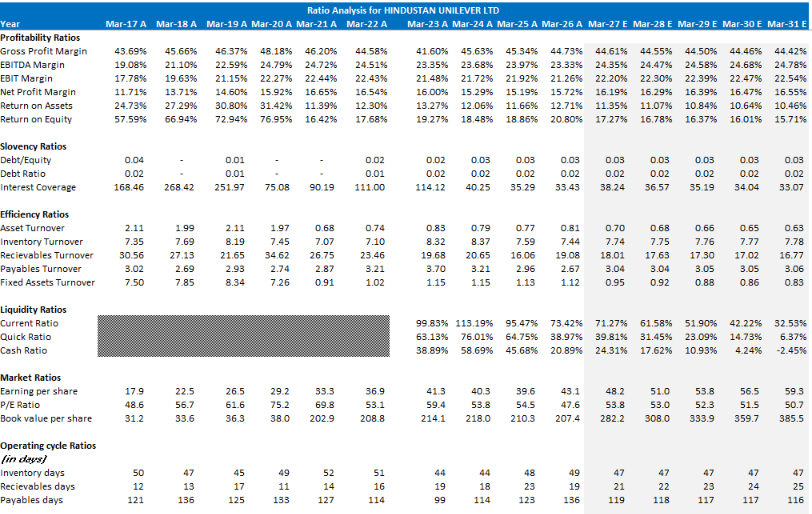 Ratio Analysis for HINDUSTAN UNILEVER LTD
Year Mar-17 A Mar-18 A Mar-19 A Mar-20 A Mar-21 A Mar-22 A Mar-23 A Mar-24 A Mar-25 A Mar-26 A Mar-27 E Mar-28 E Mar-29 E Mar-30 E Mar-31 E
Profitability Ratios
Gross Profit Margin 43.69% 45.66% 46.37% 48.18% 46.20% 44.58% 41.60% 45.63% 45.34% 44.73% 44.61% 44.55% 44.50% 44.46% 44.42%
EBITDA Margin 19.08% 21.10% 22.59% 24.79% 24.72% 24.51% 23.35% 23.68% 23.97% 23.33% 24.35% 24.47% 24.58% 24.68% 24.78%
EBIT Margin 17.78% 19.63% 21.15% 22.27% 22.44% 22.43% 21.48% 21.72% 21.92% 21.26% 22.20% 22.30% 22.39% 22.47% 22.54%
Net Profit Margin 11.71% 13.71% 14.60% 15.92% 16.65% 16.54% 16.00% 15.29% 15.19% 15.72% 16.19% 16.29% 16.39% 16.47% 16.55%
Return on Assets 24.73% 27.29% 30.80% 31.42% 11.39% 12.30% 13.27% 12.06% 11.66% 12.71% 11.35% 11.07% 10.84% 10.64% 10.46%
Return on Equity 57.59% 66.94% 72.94% 76.95% 16.42% 17.68% 19.27% 18.48% 18.86% 20.80% 17.27% 16.78% 16.37% 16.01% 15.71%
Slovency Ratios
Debt/Equity 0.04 - 0.01 - - 0.02 0.02 0.03 0.03 0.03 0.03 0.03 0.03 0.03 0.03
Debt Ratio 0.02 - 0.01 - - 0.01 0.02 0.02 0.02 0.02 0.02 0.02 0.02 0.02 0.02
Interest Coverage 168.46 268.42 251.97 75.08 90.19 111.00 114.12 40.25 35.29 33.43 38.24 36.57 35.19 34.04 33.07
Efficiency Ratios
Asset Turnover 2.11 1.99 2.11 1.97 0.68 0.74 0.83 0.79 0.77 0.81 0.70 0.68 0.66 0.65 0.63
Inventory Turnover 7.35 7.69 8.19 7.45 7.07 7.10 8.32 8.37 7.59 7.44 7.74 7.75 7.76 7.77 7.78
Recievables Turnover 30.56 27.13 21.65 34.62 26.75 23.46 19.68 20.65 16.06 19.08 18.01 17.63 17.30 17.02 16.77
Payables Turnover 3.02 2.69 2.93 2.74 2.87 3.21 3.70 3.21 2.96 2.67 3.04 3.04 3.05 3.05 3.06
Fixed Assets Turnover 7.50 7.85 8.34 7.26 0.91 1.02 1.15 1.15 1.13 1.12 0.95 0.92 0.88 0.86 0.83
Liquidity Ratios
Current Ratio 99.83% 113.19% 95.47% 73.42% 71.27% 61.58% 51.90% 42.22% 32.53%
Quick Ratio 63.13% 76.01% 64.75% 38.97% 39.81% 31.45% 23.09% 14.73% 6.37%
Cash Ratio 38.89% 58.69% 45.68% 20.89% 24.31% 17.62% 10.93% 4.24% -2.45%
Market Ratios
Earning per share 17.9 22.5 26.5 29.2 33.3 36.9 41.3 40.3 39.6 43.1 48.2 51.0 53.8 56.5 59.3
P/E Ratio 48.6 56.7 61.6 75.2 69.8 53.1 59.4 53.8 54.5 47.6 53.8 53.0 52.3 51.5 50.7
Book value per share 31.2 33.6 36.3 38.0 202.9 208.8 214.1 218.0 210.3 207.4 282.2 308.0 333.9 359.7 385.5
Operating cycle Ratios
(in days)
Inventory days 50 47 45 49 52 51 44 44 48 49 47 47 47 47 47
Recievables days 12 13 17 11 14 16 19 18 23 19 21 22 23 24 25
Payables days 121 136 125 133 127 114 99 114 123 136 119 118 117 117 116